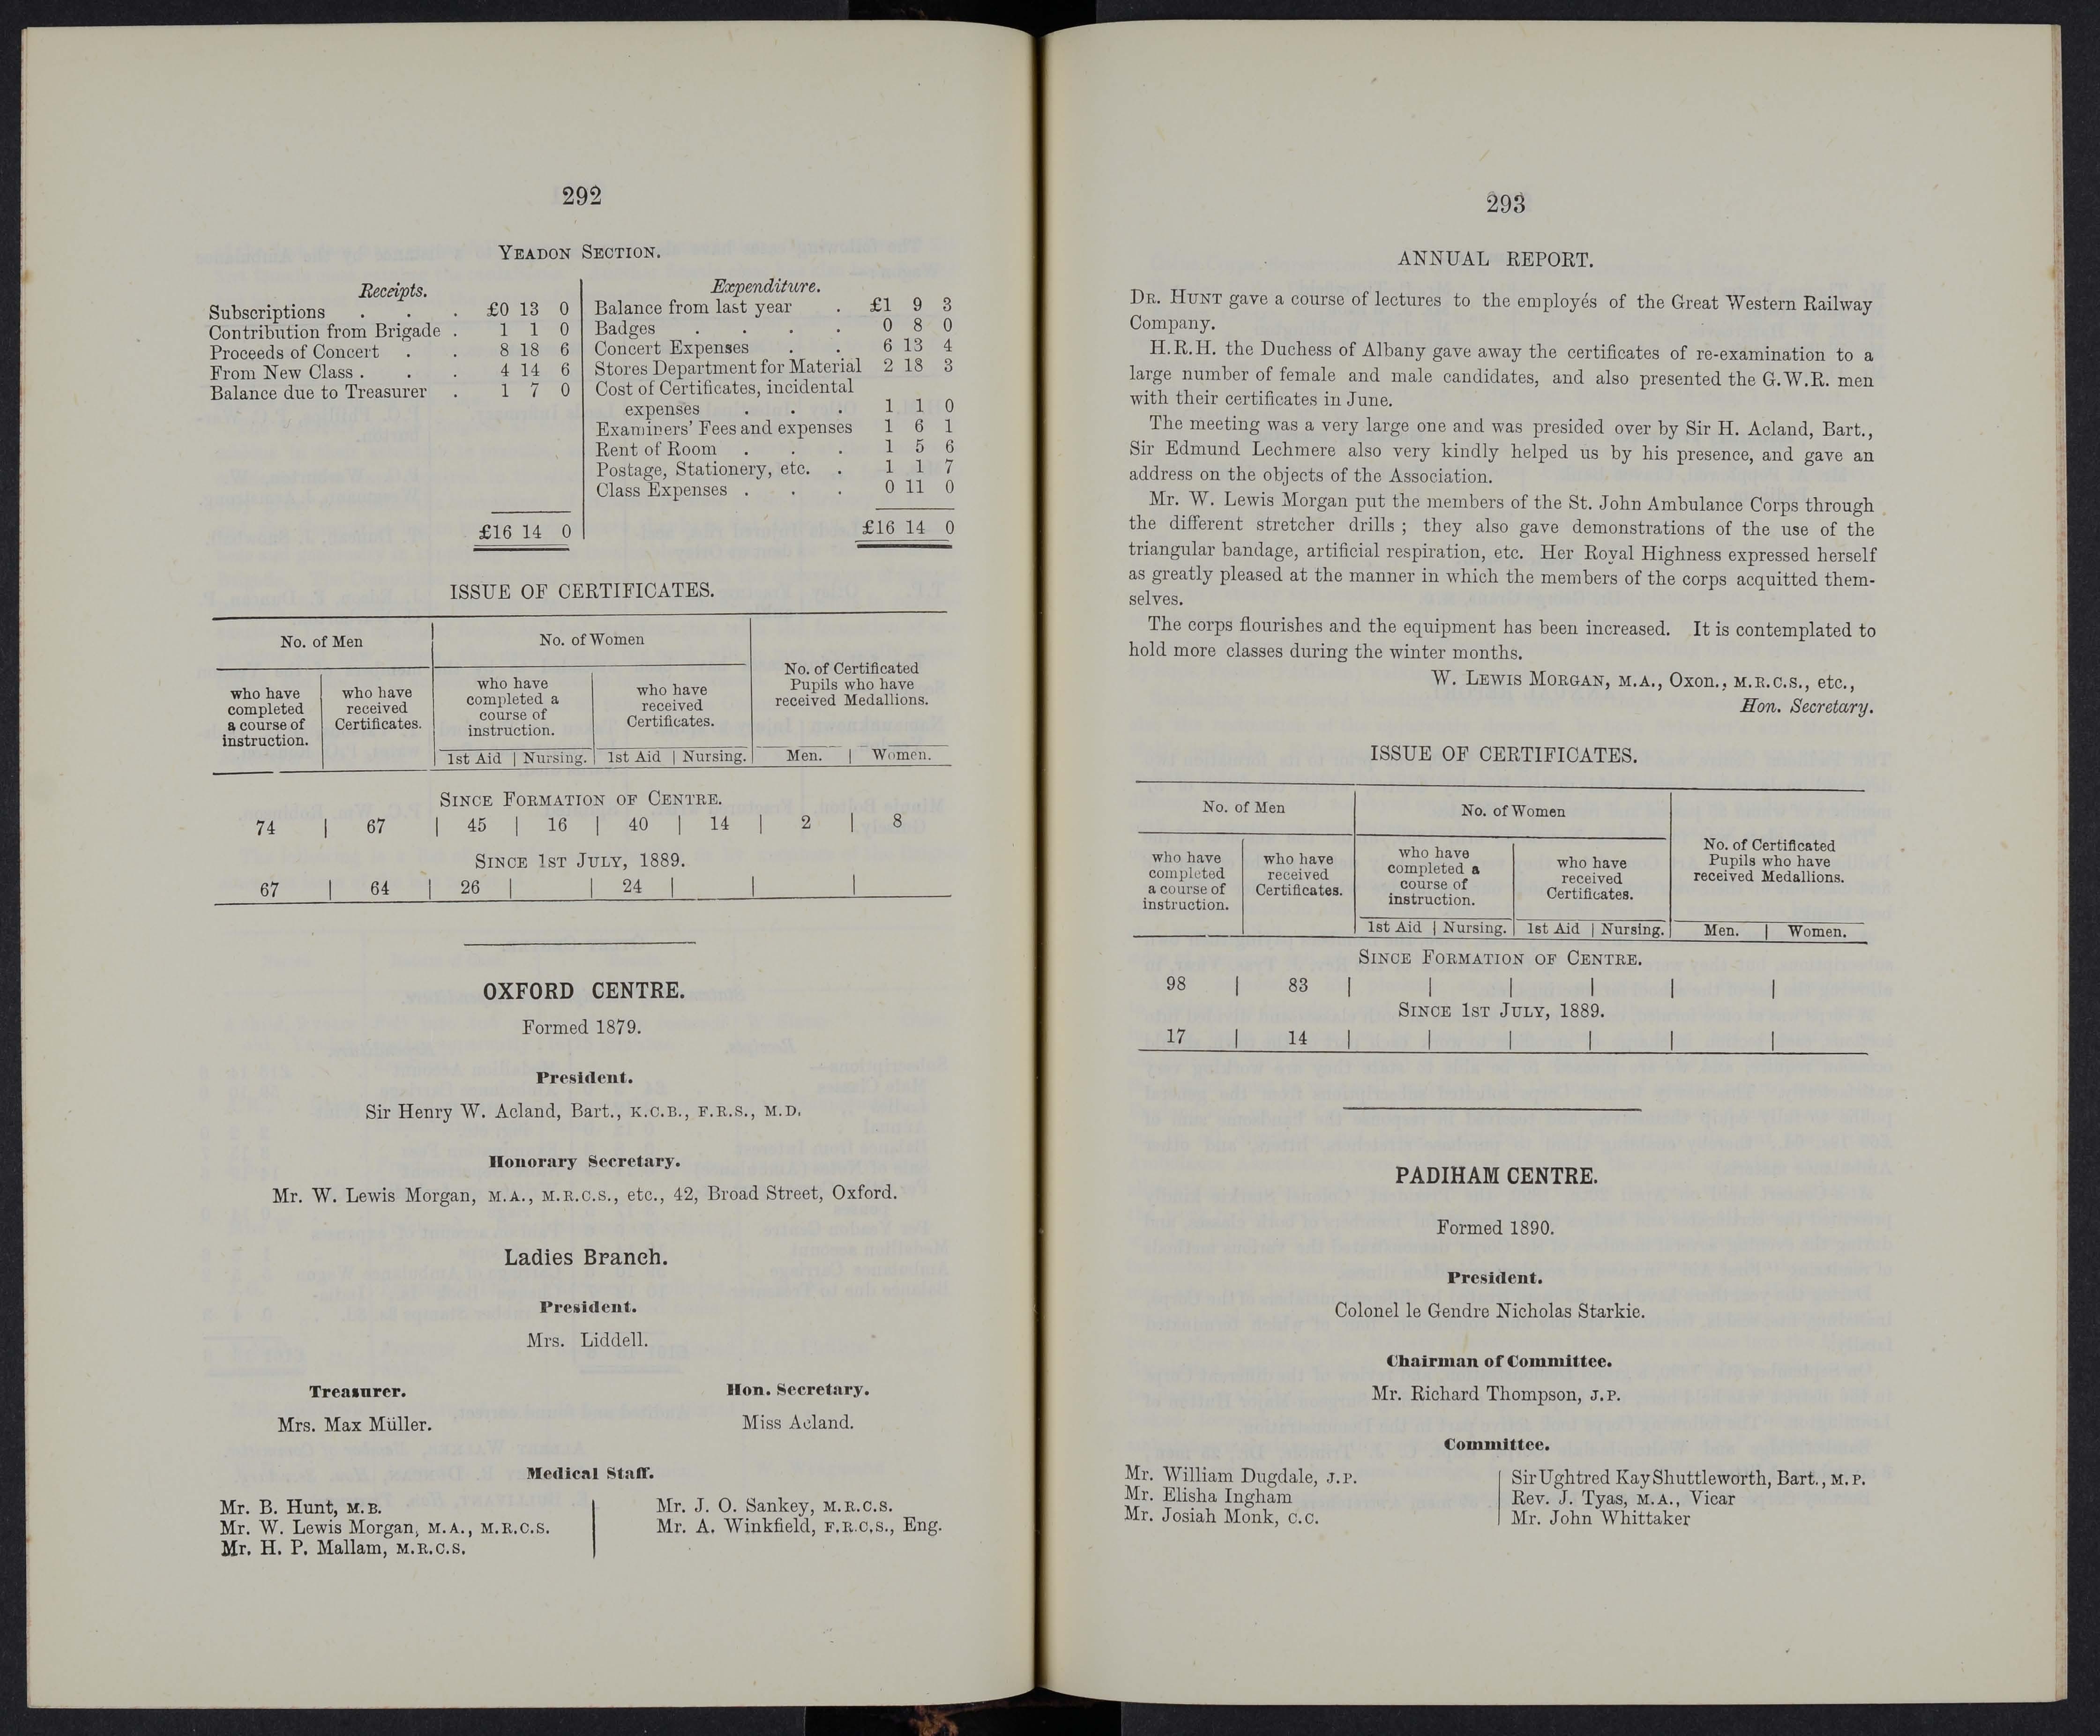 292
YEADON SECTION.
Receipts.
Subscriptions . . . £0 13 0
Contribution from Brigade . 1 1 0
Proceeds of Concert . . 8 18 6
From New Class . . . 4 14 6
Balance due to Treasurer . 1 7 0
£16 14 0
Expenditure.
Balance from last year . £1 9 3
Badges . . . . 0 8 0
Concert Expenses . . 6 13 4
Stores Department for Material 2 18 3
Cost of Certificates, incidental
expenses . . . 1 1 0
Examiners' Fees and expenses 1 6 1
Rent of Room . . . 1 5 6
Postage, Stationery, etc. . 1 1 7
Class Expenses . . . 0 11 0
£16 14 0
ISSUE OF CERTIFICATES.
No. of Men
who have
completed
a course of
instruction.
who have
received
Certificates.
No. of Women
who have
completed a
course of
instruction.
who have
received
Certificates.
1st Aid | Nursing. 1st Aid | Nursing.
No. of Certificated
Pupils who have
received Medallions.
Men. | Women.
SINCE FORMATION OF CENTRE.
74 | 67 | 45 | 16 | 40 | 14 | 2 | 8
SINCE 1ST JULY, 1889.
67 | 64 | 26 | | 24 | | |
OXFORD CENTRE.
Formed 1879.
President.
Sir Henry W. Acland, Bart., K.C.B., F.R.S., M.D.
Honorary Secretary.
Mr. W. Lewis Morgan, M.A., M.R.C.S., etc., 42, Broad Street, Oxford.
Ladies Branch.
President.
Mrs. Liddell.
Treasurer.
Mrs. Max Müller.
Hon. Secretary.
Miss Acland.
Medical Staff.
Mr. B. Hunt, M.B.
Mr. W. Lewis Morgan, M.A., M.R.C.S.
Mr. H. P. Mallam, M.R.C.S.
Mr. J. O. Sankey, M.R.C.S.
Mr. A. Winkfield, F.R.C.S., Eng.
293
ANNUAL REPORT.
DR. HUNT gave a course of lectures to the employés of the Great Western Railway
Company.
H.R.H. the Duchess of Albany gave away the certificates of re-examination to a
large number of female and male candidates, and also presented the G.W.R. men
with their certificates in June.
The meeting was a very large one and was presided over by Sir H. Acland, Bart.,
Sir Edmund Lechmere also very kindly helped us by his presence, and gave an
address on the objects of the Association.
Mr. W. Lewis Morgan put the members of the St. John Ambulance Corps through
the different stretcher drills ; they also gave demonstrations of the use of the
triangular bandage, artificial respiration, etc. Her Royal Highness expressed herself
as greatly pleased at the manner in which the members of the corps acquitted them-
selves.
The corps flourishes and the equipment has been increased. It is contemplated to
hold more classes during the winter months.
W. LEWIS MORGAN, M.A., Oxon., M.R.C.S., etc.,
Hon. Secretary.
ISSUE OF CERTIFICATES.
No. of Men
who have
completed
a course of
instruction.
who have
received
Certificates.
No. of Women
who have
completed a
course of
instruction.
who have
received
Certificates.
1st Aid | Nursing. 1st Aid | Nursing.
No. of Certificated
Pupils who have
received Medallions.
Men. | Women.
SINCE FORMATION OF CENTRE.
98 | 83 | | | | | |
SINCE 1ST JULY, 1889.
17 | 14 | | | | | |
PADIHAM CENTRE.
Formed 1890.
President.
Colonel le Gendre Nicholas Starkie.
Chairman of Committee.
Mr. Richard Thompson, J.P.
Committee.
Mr. William Dugdale, J.P.
Mr. Elisha Ingham
Mr. Josiah Monk, C.C.
Sir Ughtred Kay Shuttleworth, Bart., M.P.
Rev. J. Tyas, M.A., Vicar
Mr. John Whittaker